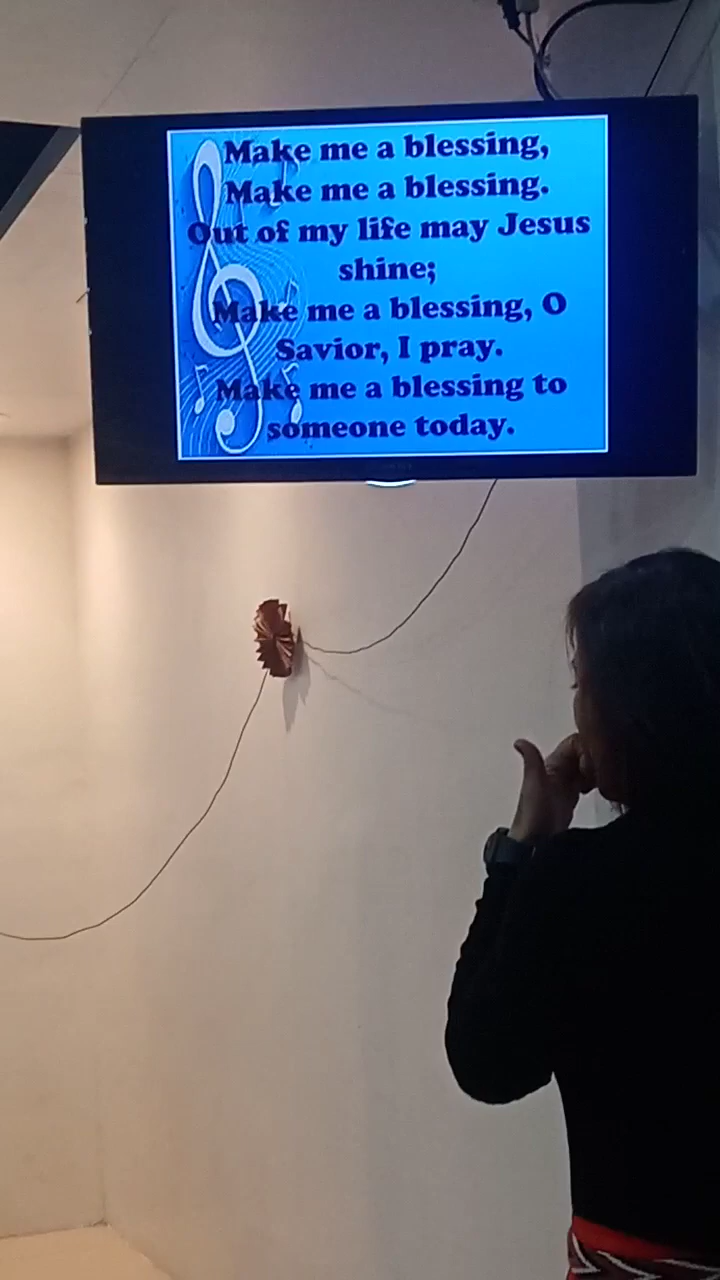 Make me a blessing,
Make me a blessing.
Out of my life may Jesus
shine;
Make me a blessing, O
Savior, I pray.
Make me a blessing to
someone today.